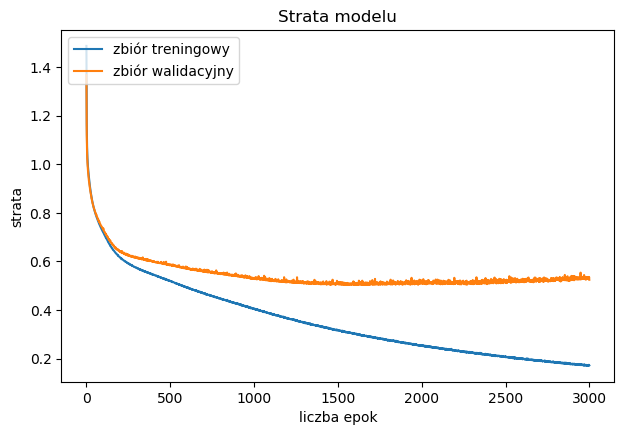 Strata modelu
zbiór treningowy
zbiór walidacyjny
strata
1.4
1.2
1.0
0.8
0.6
0.4
0.2
0 500 1000 1500 2000 2500 3000
liczba epok